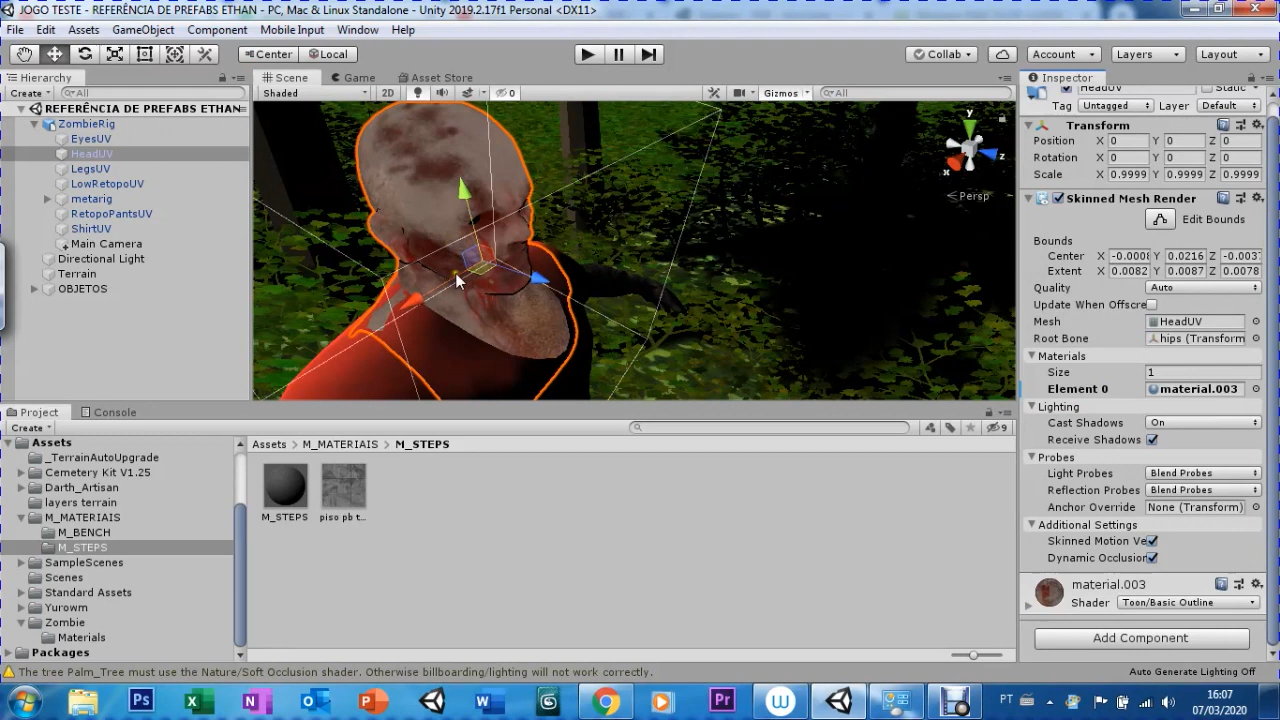 JOGO TESTE - REFERÊNCIA DE PREFABS ETHAN - PC, Mac & Linux Standalone - Unity 2019.2.17f1 Personal <DX11>
File Edit Assets GameObject Component Mobile Input Window Help
Center Local Collab Account Layers Layout
Hierarchy Scene Game Asset Store Inspector
Create All Shaded 2D 0 Gizmos All HeadUV Static
REFERÊNCIA DE PREFABS ETHAN
Tag Untagged Layer Default
ZombieRig
EyesUV
HeadUV
LegsUV
LowRetopoUV
metarig
RetopoPantsUV
ShirtUV
Main Camera
Directional Light
Terrain
OBJETOS
y
z
x
Persp
Transform
Position X 0 Y 0 Z 0
Rotation X 0 Y 0 Z 0
Scale X 0.9999 Y 0.9999 Z 0.9999
Skinned Mesh Render
Edit Bounds
Bounds
Center X -0.0008 Y 0.0216 Z -0.0037
Extent X 0.0082 Y 0.0087 Z 0.0078
Quality Auto
Update When Offscre
Mesh HeadUV
Root Bone hips (Transform
Materials
Size 1
Element 0 material.003
Lighting
Cast Shadows On
Receive Shadows
Probes
Light Probes Blend Probes
Reflection Probes Blend Probes
Anchor Override None (Transform)
Additional Settings
Skinned Motion Ve
Dynamic Occlusion
material.003
Shader Toon/Basic Outline
Add Component
Project Console
Create 9
Assets
_TerrainAutoUpgrade
Cemetery Kit V1.25
Darth_Artisan
layers terrain
M_MATERIAIS
M_BENCH
M_STEPS
SampleScenes
Scenes
Standard Assets
Yurowm
Zombie
Materials
Packages
Assets M_MATERIAIS M_STEPS
M_STEPS piso pb t...
The tree Palm_Tree must use the Nature/Soft Occlusion shader. Otherwise billboarding/lighting will not work correctly. Auto Generate Lighting Off
Ps X N O P W W Pr PT 16:07
07/03/2020